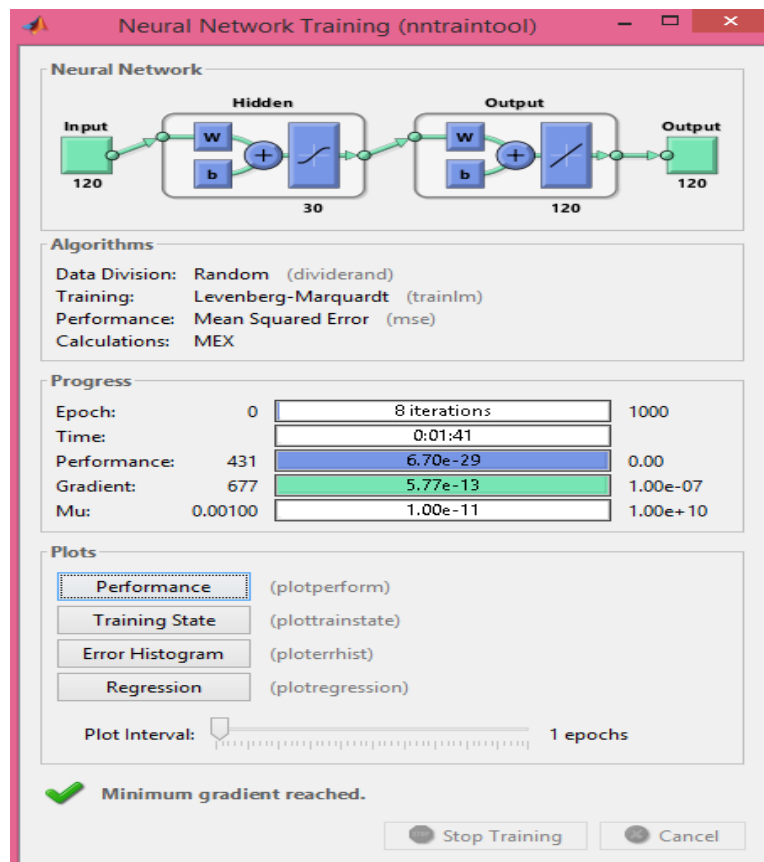 Neural Network Training (nntraintool)
Neural Network
Hidden
Output
Input
W
b
+
W
b
+
Output
120
30
120
120
Algorithms
Data Division: Random (dividerand)
Training: Levenberg-Marquardt (trainlm)
Performance: Mean Squared Error (mse)
Calculations: MEX
Progress
Epoch: 0 8 iterations 1000
Time: 0:01:41
Performance: 431 6.70e-29 0.00
Gradient: 677 5.77e-13 1.00e-07
Mu: 0.00100 1.00e-11 1.00e+10
Plots
Performance (plotperform)
Training State (plottrainstate)
Error Histogram (ploterrhist)
Regression (plotregression)
Plot Interval: 1 epochs
Minimum gradient reached.
Stop Training Cancel